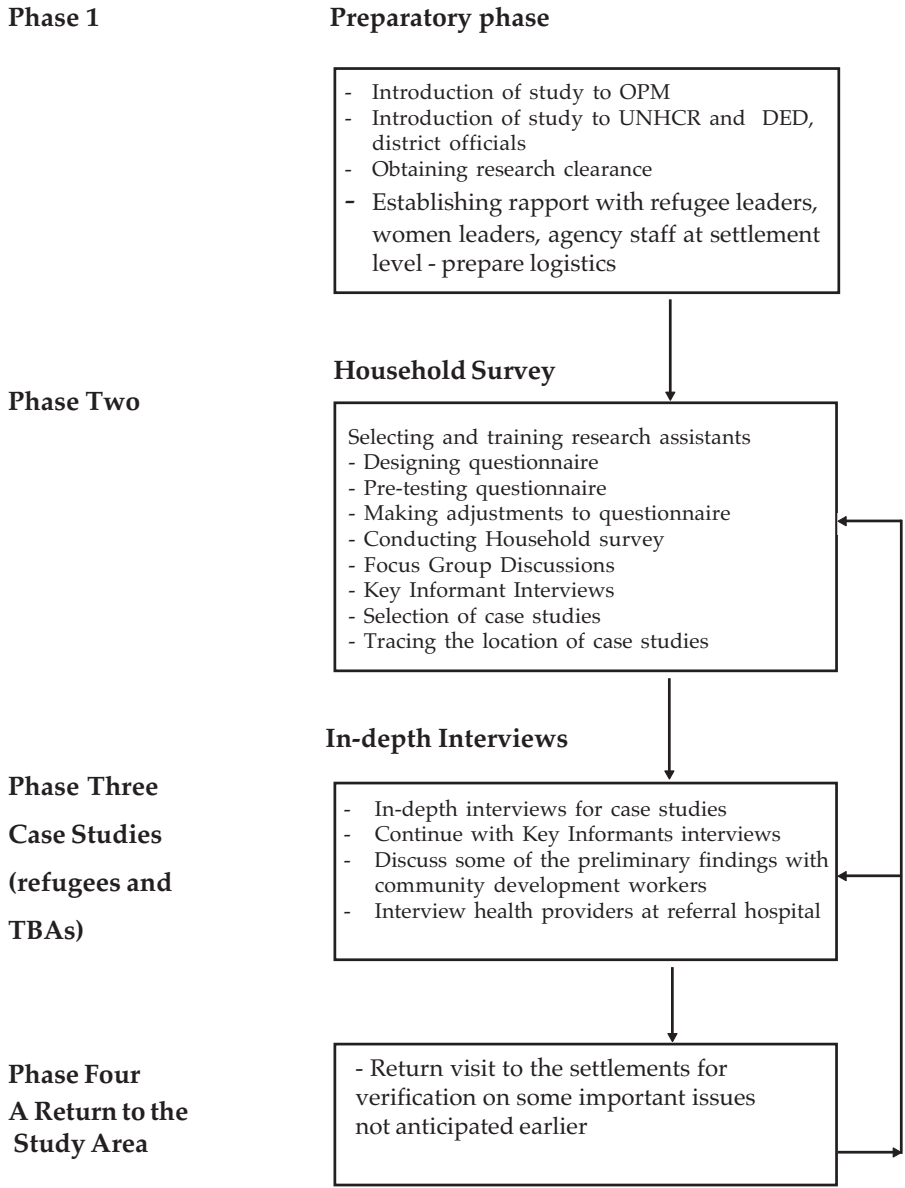 Phase 1
Preparatory phase
- Introduction of study to OPM
- Introduction of study to UNHCR and DED,
district officials
- Obtaining research clearance
- Establishing rapport with refugee leaders,
women leaders, agency staff at settlement
level - prepare logistics
Household Survey
Phase Two
Selecting and training research assistants
- Designing questionnaire
- Pre-testing questionnaire
- Making adjustments to questionnaire
- Conducting Household survey
- Focus Group Discussions
- Key Informant Interviews
- Selection of case studies
- Tracing the location of case studies
In-depth Interviews
Phase Three
Case Studies
(refugees and
TBAs)
- In-depth interviews for case studies
- Continue with Key Informants interviews
- Discuss some of the preliminary findings with
community development workers
- Interview health providers at referral hospital
Phase Four
A Return to the
Study Area
- Return visit to the settlements for
verification on some important issues
not anticipated earlier